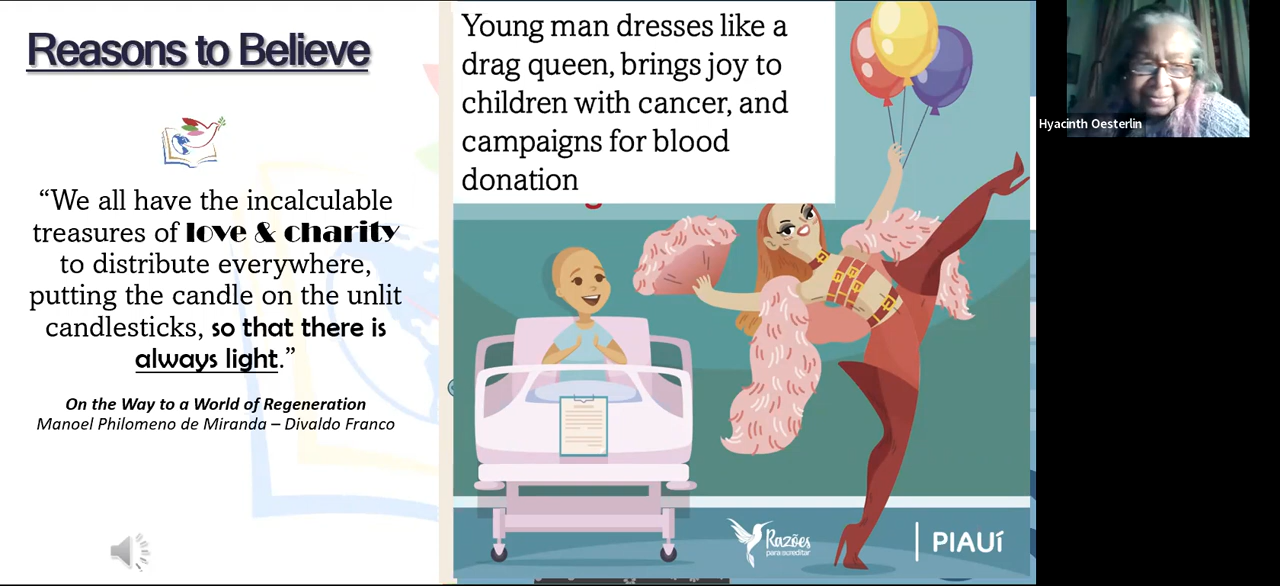 Reasons to Believe
“We all have the incalculable
treasures of love & charity
to distribute everywhere,
putting the candle on the unlit
candlesticks, so that there is
always light.”
On the Way to a World of Regeneration
Manoel Philomeno de Miranda – Divaldo Franco
Young man dresses like a
drag queen, brings joy to
children with cancer, and
campaigns for blood
donation
Razões
para acreditar
PIAUÍ
Hyacinth Oesterlin